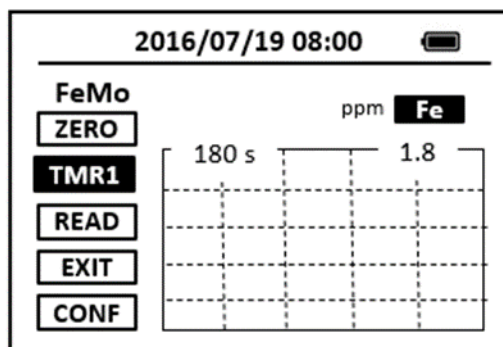 2016/07/19 08:00
FeMo
ppm Fe
ZERO
180 s 1.8
TMR1
READ
EXIT
CONF